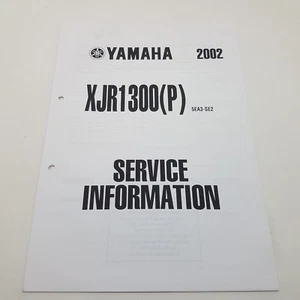 YAMAHA 2002
XJR1300(P) 5EA3-SE2
SERVICE
INFORMATION